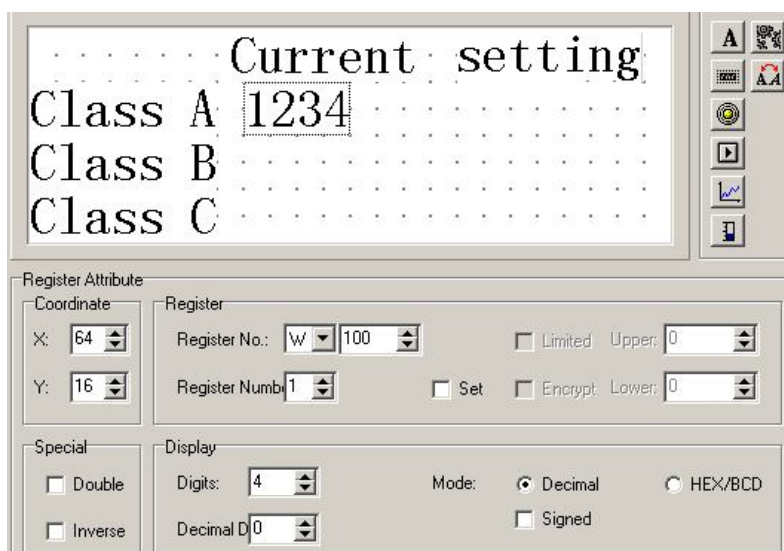 Current setting
Class A 1234
Class B
Class C
A
A A
Register Attribute
Coordinate
X: 64
Y: 16
Register
Register No.: W 100
Limited Upper: 0
Register Numb 1
Set
Encrypt Lower: 0
Special
Double
Inverse
Display
Digits: 4
Mode: Decimal HEX/BCD
Decimal D 0
Signed